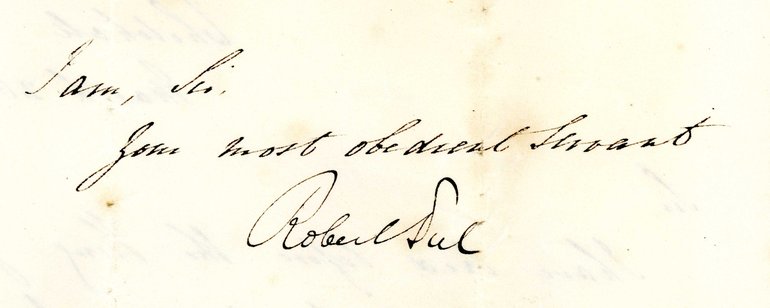 I am, Sir.
Your most obedient Servant
Robert Peel